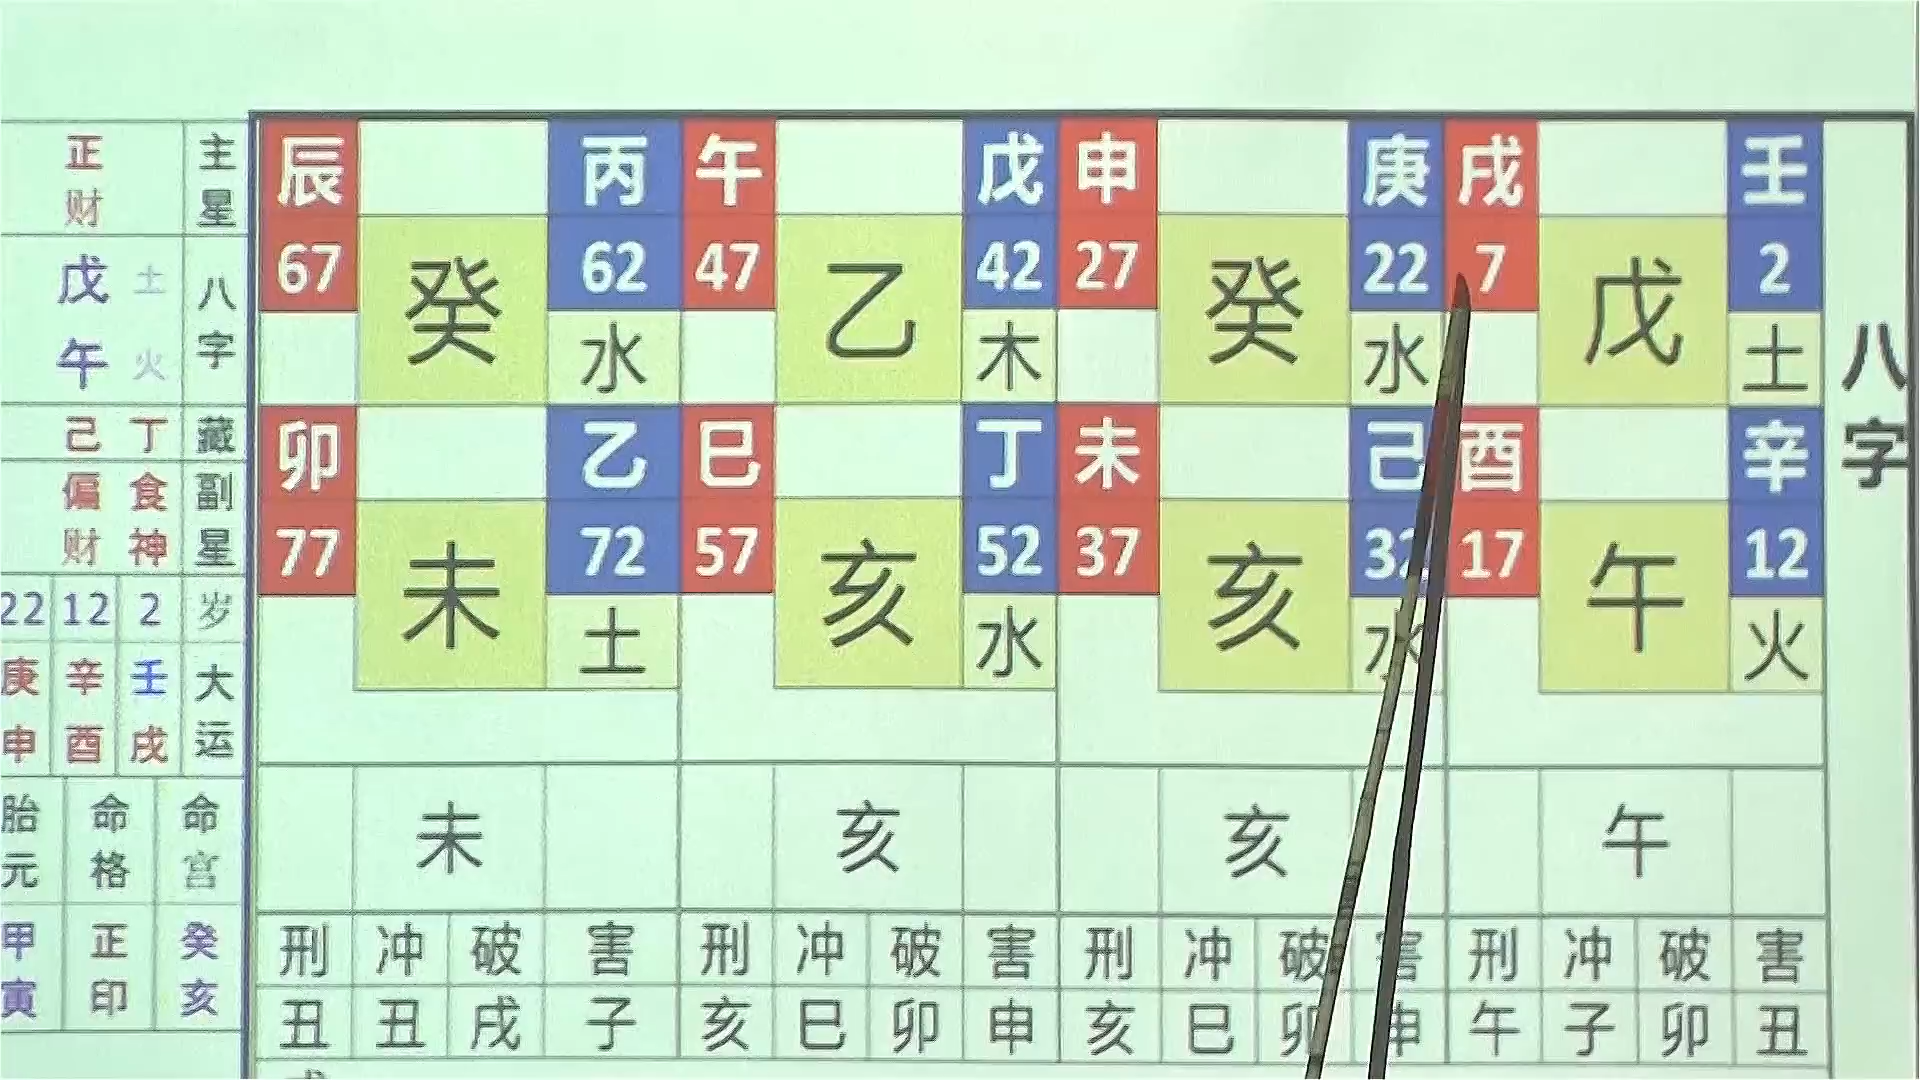 正 主
财 星
戊 土 八
午 火 字
己 丁 藏
偏 食 副
财 神 星
22 12 2 岁
庚 辛 壬 大
申 酉 戌 运
胎 命 命
元 格 宫
甲 正 癸
寅 印 亥
辰 丙 午 戊 申 庚 戌 壬
67 62 47 42 27 22 7 2
癸 水 乙 木 癸 水 戊 土
卯 乙 巳 丁 未 己 酉 辛
77 72 57 52 37 32 17 12
未 土 亥 水 亥 水 午 火
八字
未 亥 亥 午
刑 冲 破 害 刑 冲 破 害 刑 冲 破 害 刑 冲 破 害
丑 丑 戌 子 亥 巳 卯 申 亥 巳 卯 申 午 子 卯 丑